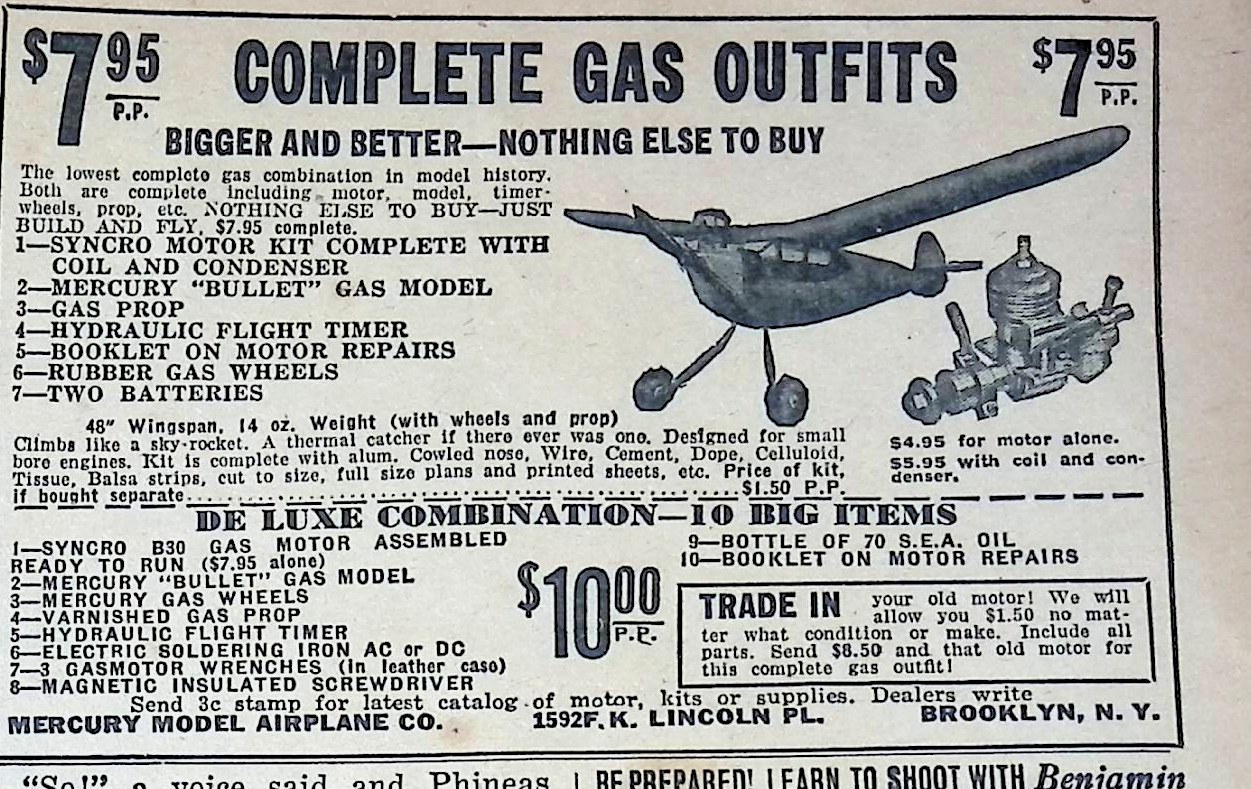 $7.95 P.P. COMPLETE GAS OUTFITS $7.95 P.P.
BIGGER AND BETTER—NOTHING ELSE TO BUY
The lowest complete gas combination in model history.
Both are complete including motor, model, timer-
wheels, prop, etc. NOTHING ELSE TO BUY—JUST
BUILD AND FLY, $7.95 complete.
1—SYNCRO MOTOR KIT COMPLETE WITH
COIL AND CONDENSER
2—MERCURY "BULLET" GAS MODEL
3—GAS PROP
4—HYDRAULIC FLIGHT TIMER
5—BOOKLET ON MOTOR REPAIRS
6—RUBBER GAS WHEELS
7—TWO BATTERIES
48" Wingspan, 14 oz. Weight (with wheels and prop)
Climbs like a sky-rocket. A thermal catcher if there ever was one. Designed for small
bore engines. Kit is complete with alum. Cowled nose, Wire, Cement, Dope, Celluloid,
Tissue, Balsa strips, cut to size, full size plans and printed sheets, etc. Price of kit,
if bought separate..........$1.50 P.P.
$4.95 for motor alone.
$5.95 with coil and con-
denser.
DE LUXE COMBINATION—10 BIG ITEMS
1—SYNCRO B30 GAS MOTOR ASSEMBLED
READY TO RUN ($7.95 alone)
2—MERCURY "BULLET" GAS MODEL
3—MERCURY GAS WHEELS
4—VARNISHED GAS PROP
5—HYDRAULIC FLIGHT TIMER
6—ELECTRIC SOLDERING IRON AC or DC
7—3 GASMOTOR WRENCHES (in leather case)
8—MAGNETIC INSULATED SCREWDRIVER
$10.00 P.P.
9—BOTTLE OF 70 S.E.A. OIL
10—BOOKLET ON MOTOR REPAIRS
TRADE IN your old motor! We will
allow you $1.50 no mat-
ter what condition or make. Include all
parts. Send $8.50 and that old motor for
this complete gas outfit!
Send 3c stamp for latest catalog of motor, kits or supplies. Dealers write
MERCURY MODEL AIRPLANE CO. 1592F. K. LINCOLN PL. BROOKLYN, N. Y.
"So!" a voice said and Phineas
BE PREPARED! LEARN TO SHOOT WITH Benjamin